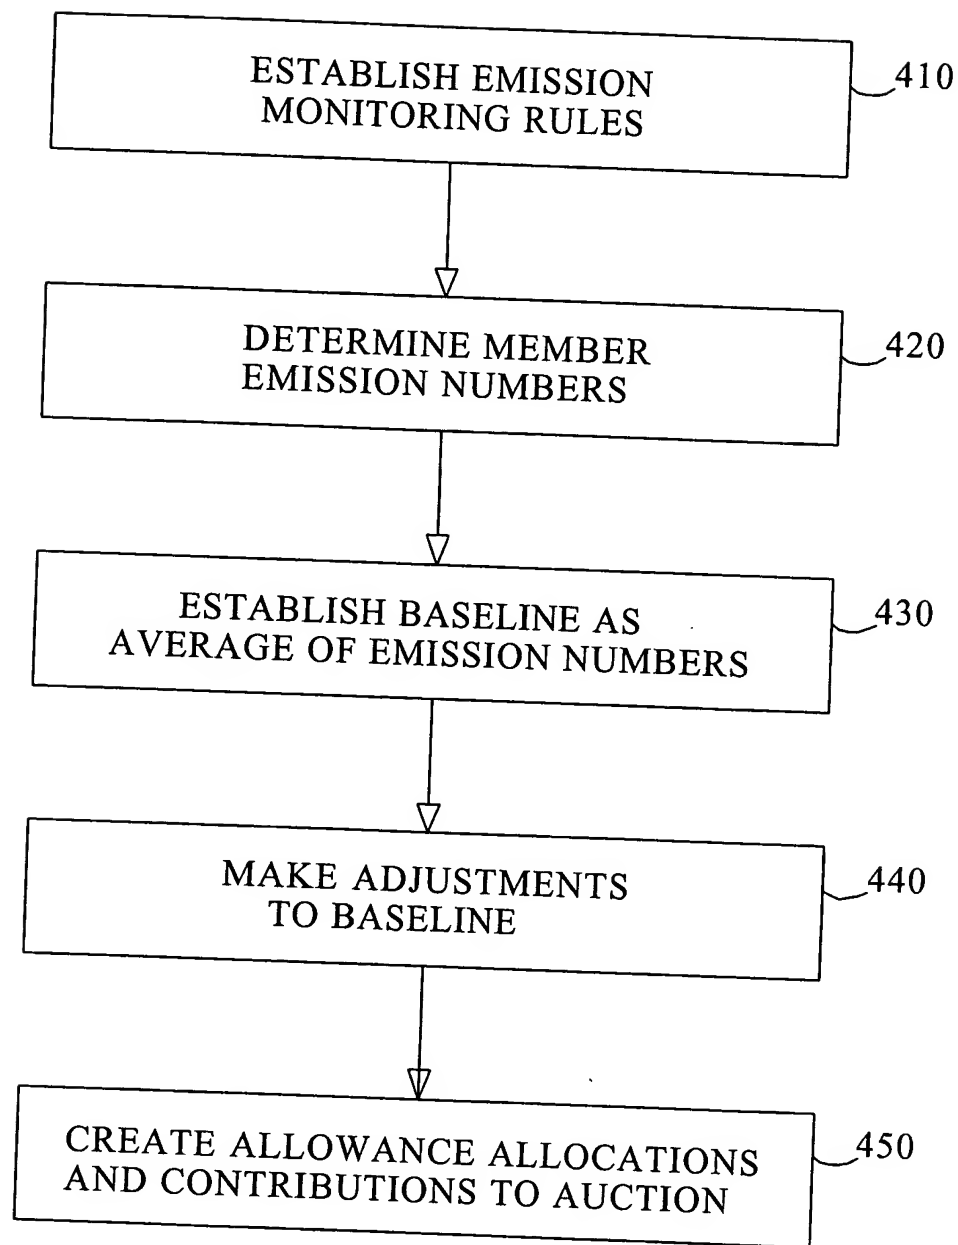 ESTABLISH EMISSION
MONITORING RULES
410
DETERMINE MEMBER
EMISSION NUMBERS
420
ESTABLISH BASELINE AS
AVERAGE OF EMISSION NUMBERS
430
MAKE ADJUSTMENTS
TO BASELINE
440
CREATE ALLOWANCE ALLOCATIONS
AND CONTRIBUTIONS TO AUCTION
450